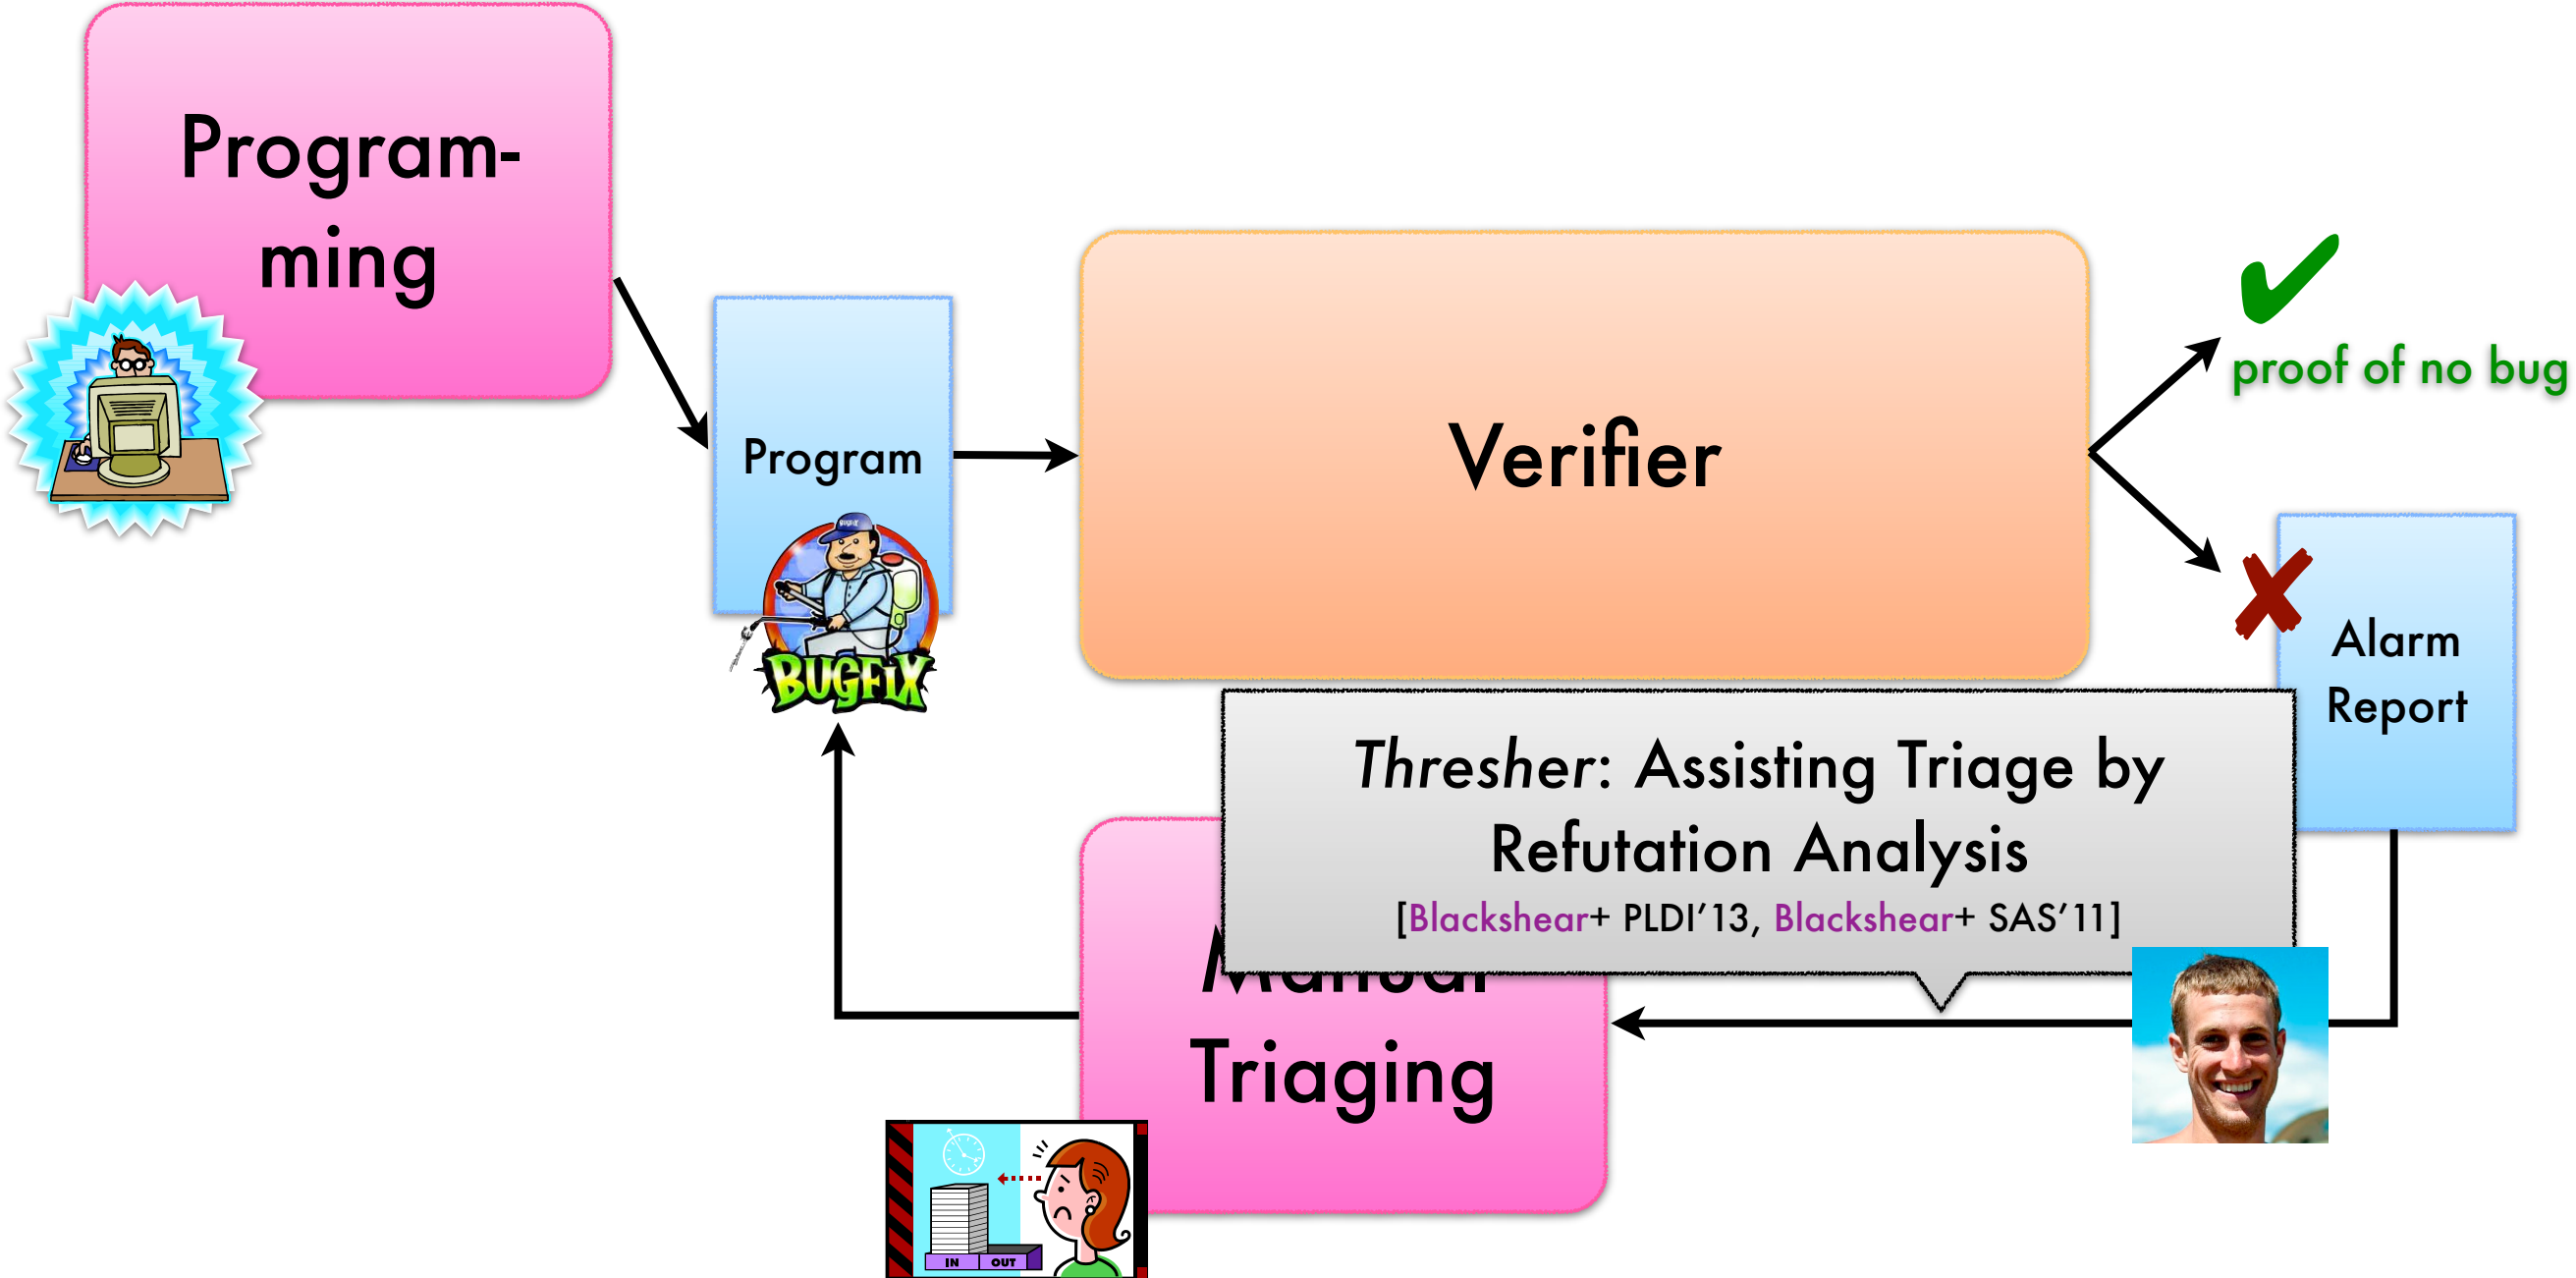 Program-
ming
Program
BUGFIX
Verifier
proof of no bug
Alarm
Report
Thresher: Assisting Triage by
Refutation Analysis
[Blackshear+ PLDI’13, Blackshear+ SAS’11]
Manual
Triaging
IN OUT